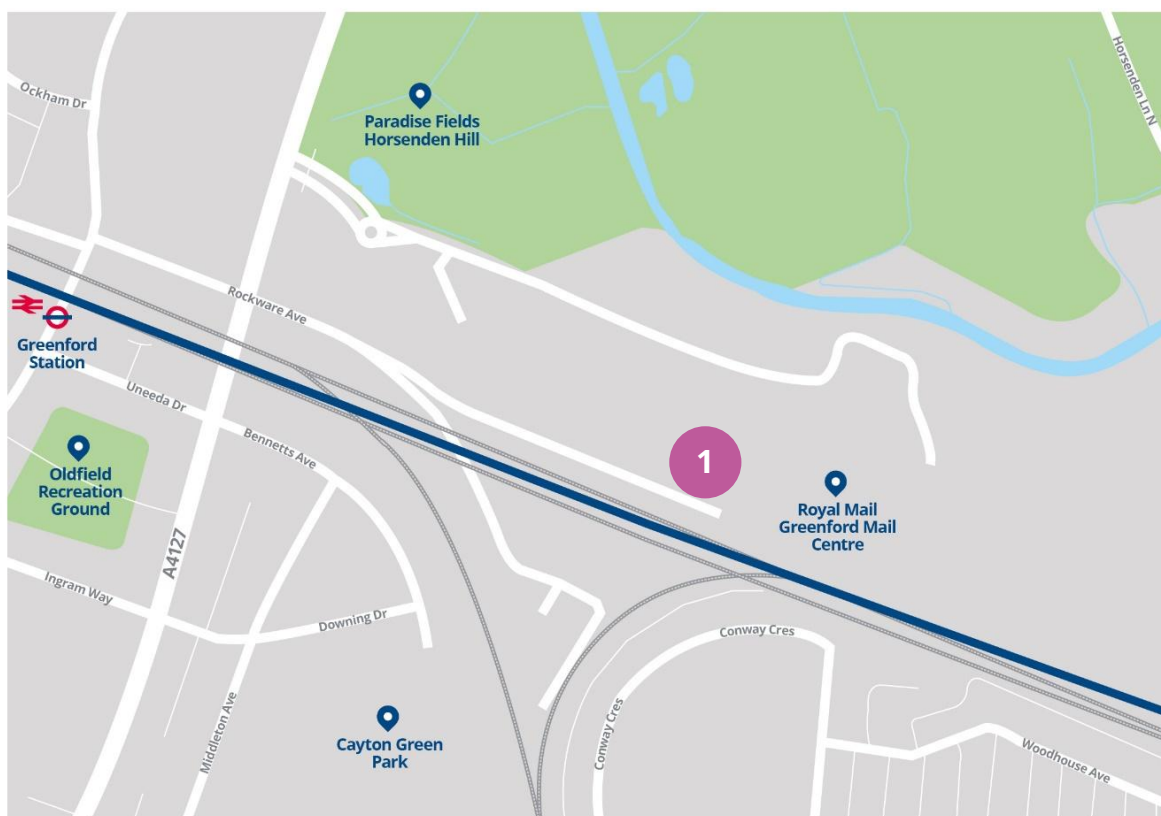 Ockham Dr
Horsenden Ln N
Paradise Fields
Horsenden Hill
Rockware Ave
Greenford
Station
Uneeda Dr
Bennetts Ave
Oldfield
Recreation
Ground
1
Royal Mail
Greenford Mail
Centre
A4127
Ingram Way
Downing Dr
Conway Cres
Middleton Ave
Cayton Green
Park
Conway Cres
Woodhouse Ave